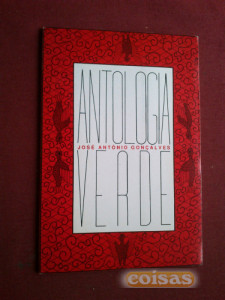 ANTOLOGIA
JOSÉ ANTÓNIO GONÇALVES
VERDE
coisas